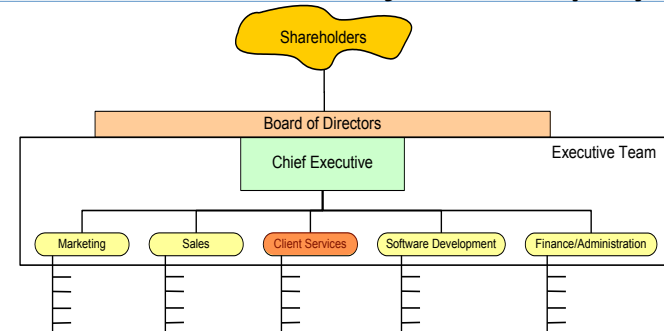 Shareholders
Board of Directors
Chief Executive
Executive Team
Marketing
Sales
Client Services
Software Development
Finance/Administration